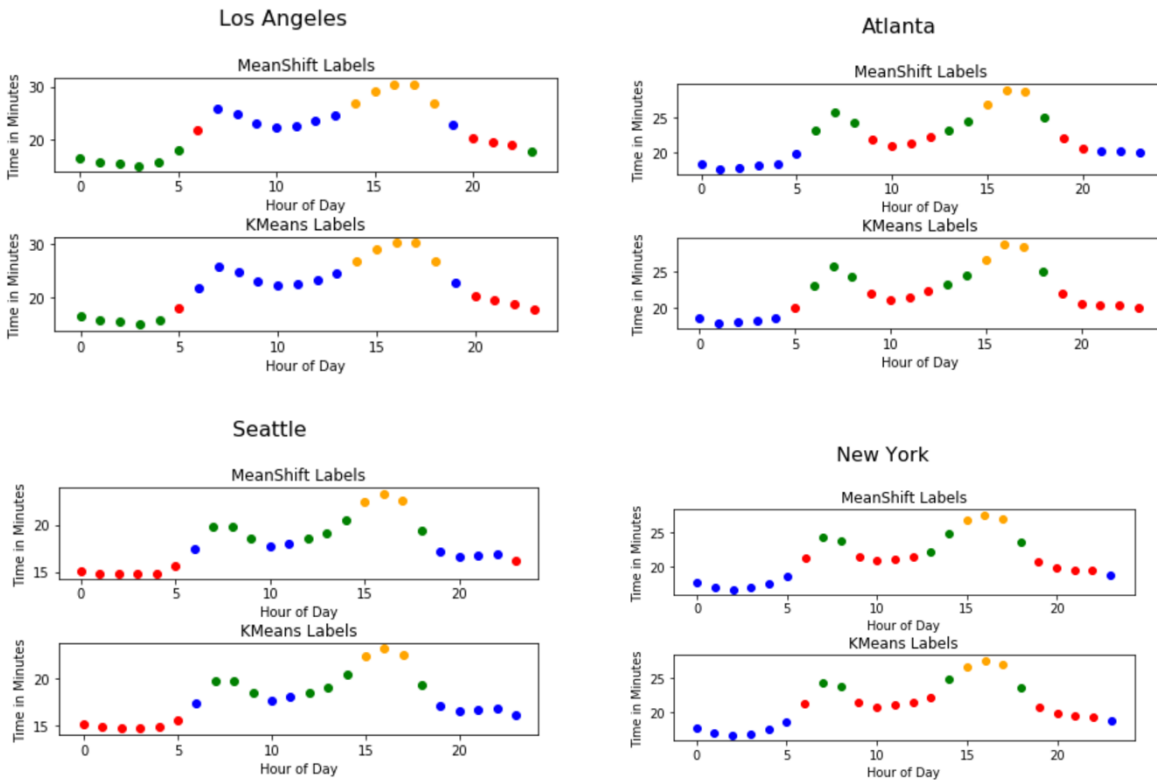 Los Angeles
MeanShift Labels
Time in Minutes
30
20
0 5 10 15 20
Hour of Day
KMeans Labels
Time in Minutes
30
20
0 5 10 15 20
Hour of Day
Atlanta
MeanShift Labels
Time in Minutes
25
20
0 5 10 15 20
Hour of Day
KMeans Labels
Time in Minutes
25
20
0 5 10 15 20
Hour of Day
Seattle
MeanShift Labels
Time in Minutes
20
15
0 5 10 15 20
Hour of Day
KMeans Labels
Time in Minutes
20
15
0 5 10 15 20
Hour of Day
New York
MeanShift Labels
Time in Minutes
25
20
0 5 10 15 20
Hour of Day
KMeans Labels
Time in Minutes
25
20
0 5 10 15 20
Hour of Day